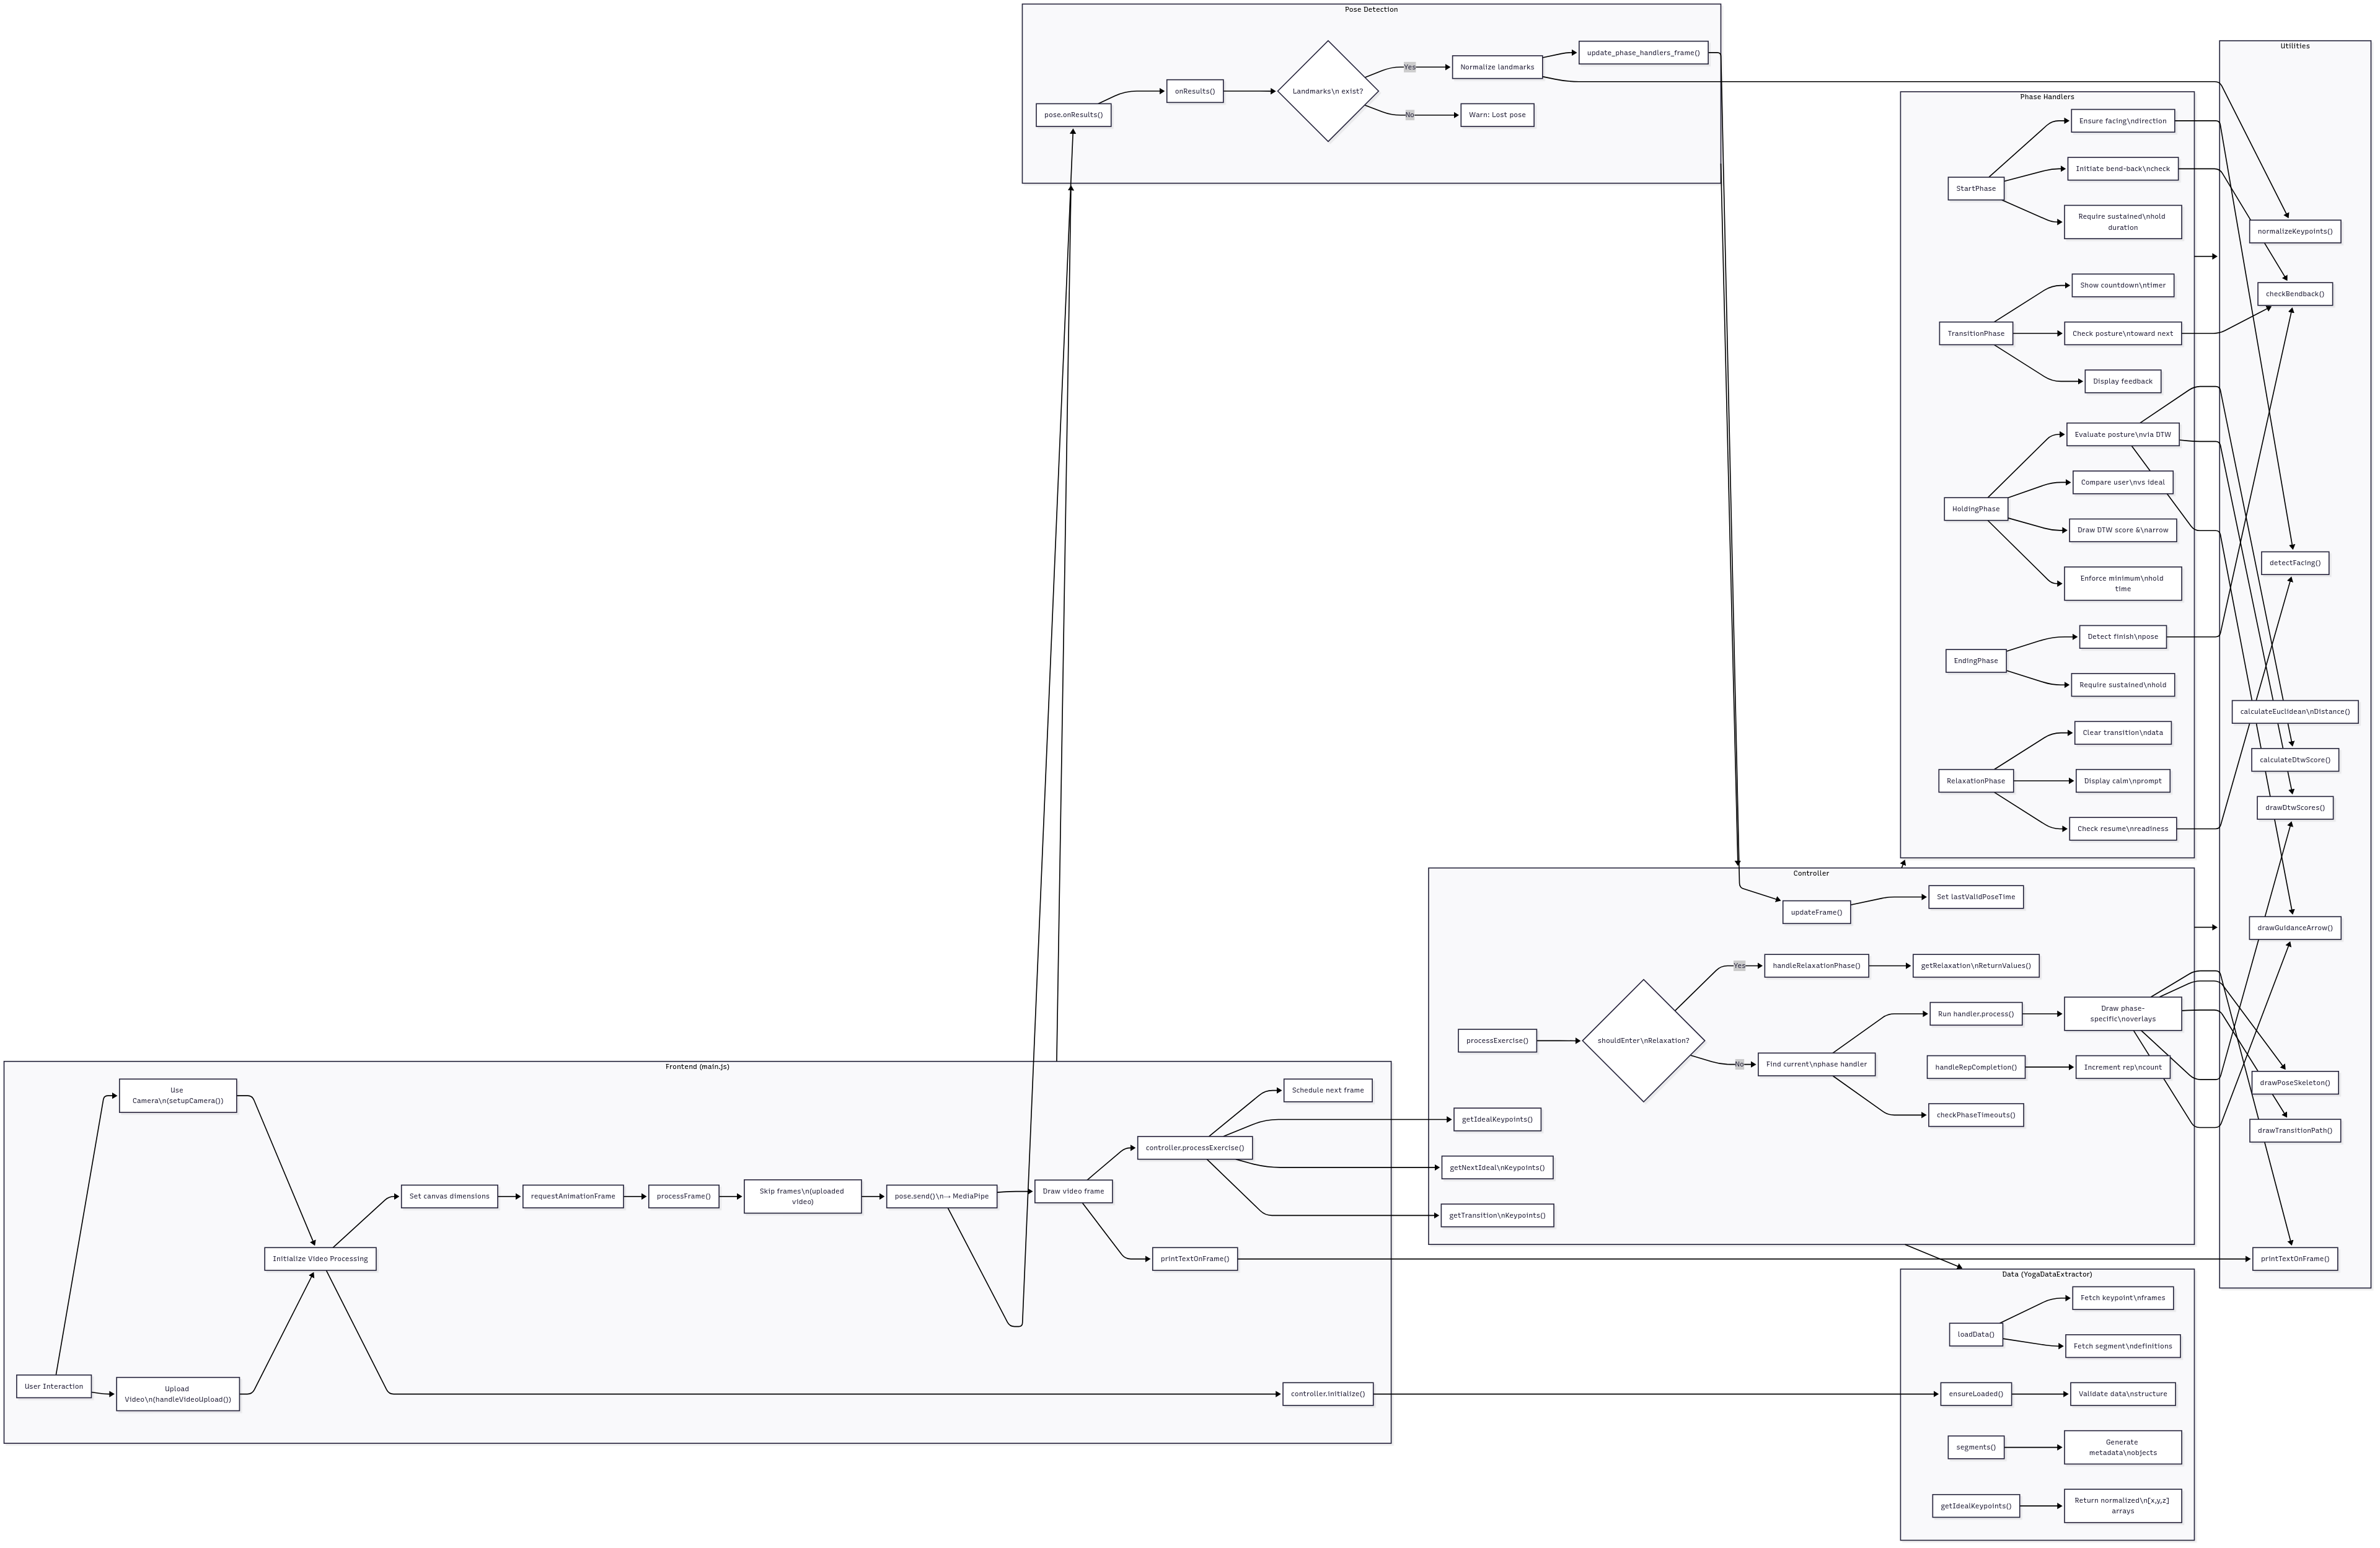 Pose Detection
pose.onResults()
onResults()
Landmarks\n exist?
Yes
No
Normalize landmarks
Warn: Lost pose
update_phase_handlers_frame()
Utilities
normalizeKeypoints()
checkBendback()
detectFacing()
calculateEuclidean\nDistance()
calculateDtwScore()
drawDtwScores()
drawGuidanceArrow()
drawPoseSkeleton()
drawTransitionPath()
printTextOnFrame()
Phase Handlers
StartPhase
Ensure facing\ndirection
Initiate bend-back\ncheck
Require sustained\nhold
duration
TransitionPhase
Show countdown\ntimer
Check posture\ntoward next
Display feedback
HoldingPhase
Evaluate posture\nvia DTW
Compare user\nvs ideal
Draw DTW score &\narrow
Enforce minimum\nhold
time
EndingPhase
Detect finish\npose
Require sustained\nhold
RelaxationPhase
Clear transition\ndata
Display calm\nprompt
Check resume\nreadiness
Controller
updateFrame()
Set lastValidPoseTime
processExercise()
shouldEnter\nRelaxation?
Yes
No
handleRelaxationPhase()
getRelaxation\nReturnValues()
Find current\nphase handler
Run handler.process()
Draw phase-
specific\noverlays
handleRepCompletion()
Increment rep\ncount
checkPhaseTimeouts()
getIdealKeypoints()
getNextIdeal\nKeypoints()
getTransition\nKeypoints()
Frontend (main.js)
User Interaction
Use
Camera\n(setupCamera())
Upload
Video\n(handleVideoUpload())
Initialize Video Processing
Set canvas dimensions
requestAnimationFrame
processFrame()
Skip frames\n(uploaded
video)
pose.send()\n→ MediaPipe
Draw video frame
controller.processExercise()
Schedule next frame
printTextOnFrame()
controller.initialize()
Data (YogaDataExtractor)
loadData()
Fetch keypoint\nframes
Fetch segment\ndefinitions
ensureLoaded()
Validate data\nstructure
segments()
Generate
metadata\nobjects
getIdealKeypoints()
Return normalized\n[x,y,z]
arrays